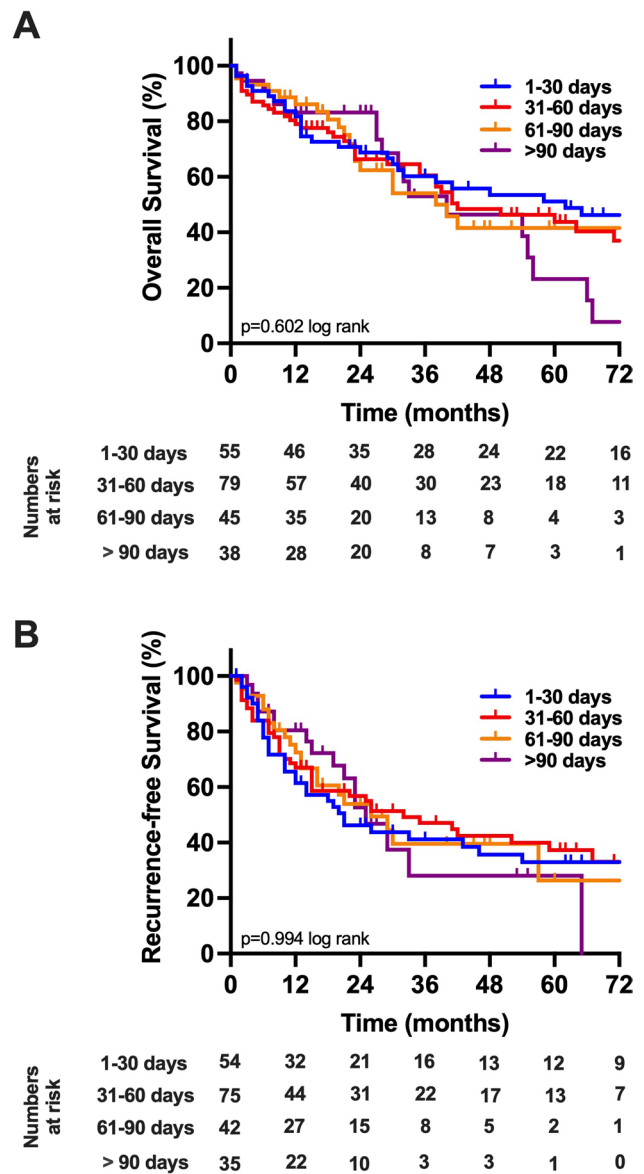 A
Overall Survival (%)
100
80
60
40
20
0
1-30 days
31-60 days
61-90 days
>90 days
p=0.602 log rank
0 12 24 36 48 60 72
Time (months)
Numbers at risk
1-30 days 55 46 35 28 24 22 16
31-60 days 79 57 40 30 23 18 11
61-90 days 45 35 20 13 8 4 3
> 90 days 38 28 20 8 7 3 1
B
Recurrence-free Survival (%)
100
80
60
40
20
0
1-30 days
31-60 days
61-90 days
>90 days
p=0.994 log rank
0 12 24 36 48 60 72
Time (months)
Numbers at risk
1-30 days 54 32 21 16 13 12 9
31-60 days 75 44 31 22 17 13 7
61-90 days 42 27 15 8 5 2 1
> 90 days 35 22 10 3 3 1 0